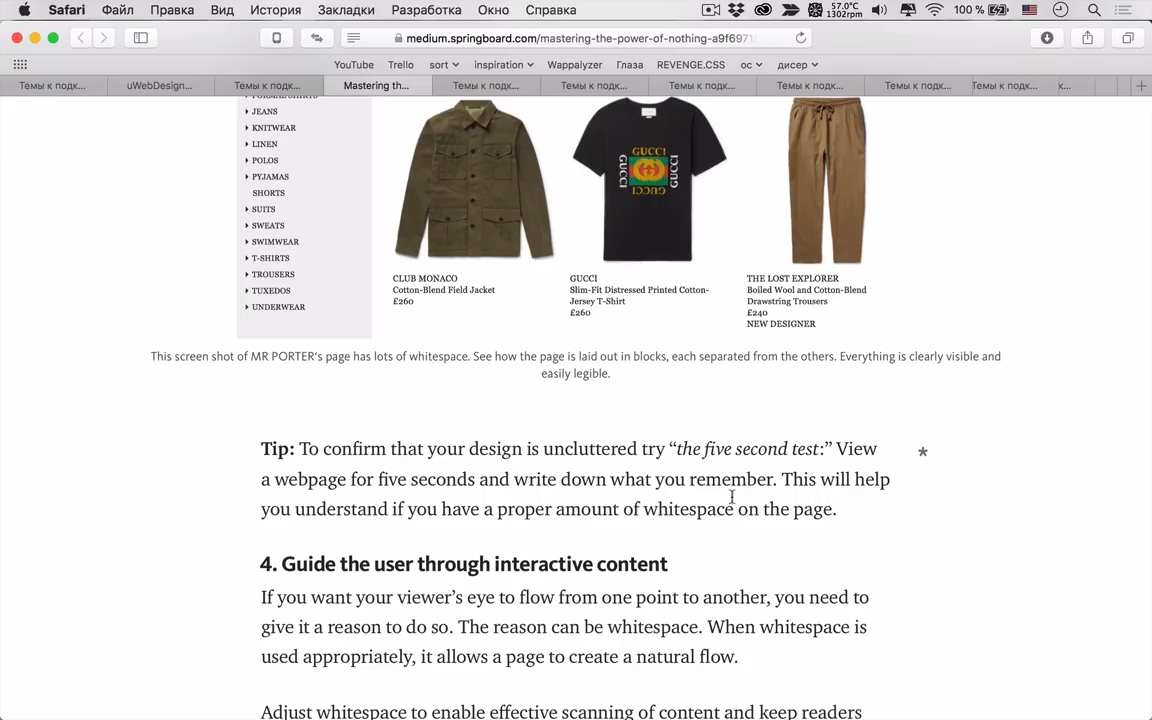 Safari Файл Правка Вид История Закладки Разработка Окно Справка 57.0°C 1302rpm 100 %
medium.springboard.com/mastering-the-power-of-nothing-a9f6971
YouTube Trello sort inspiration Wappalyzer Глаза REVENGE.CSS ос дисер
Темы к подк... uWebDesign... Темы к подк... Mastering th... Темы к подк... Темы к подк... Темы к подк... Темы к подк... Темы к подк... Темы к подк... к...
JEANS
KNITWEAR
LINEN
POLOS
PYJAMAS
SHORTS
SUITS
SWEATS
SWIMWEAR
T-SHIRTS
TROUSERS
TUXEDOS
UNDERWEAR
GUCCI
GUCCI
GUCCI
GUCCI
CLUB MONACO
Cotton-Blend Field Jacket
£260
GUCCI
Slim-Fit Distressed Printed Cotton-
Jersey T-Shirt
£260
THE LOST EXPLORER
Boiled Wool and Cotton-Blend
Drawstring Trousers
£240
NEW DESIGNER
This screen shot of MR PORTER's page has lots of whitespace. See how the page is laid out in blocks, each separated from the others. Everything is clearly visible and
easily legible.
Tip: To confirm that your design is uncluttered try “the five second test:” View
a webpage for five seconds and write down what you remember. This will help
you understand if you have a proper amount of whitespace on the page.
*
4. Guide the user through interactive content
If you want your viewer’s eye to flow from one point to another, you need to
give it a reason to do so. The reason can be whitespace. When whitespace is
used appropriately, it allows a page to create a natural flow.
Adjust whitespace to enable effective scanning of content and keep readers